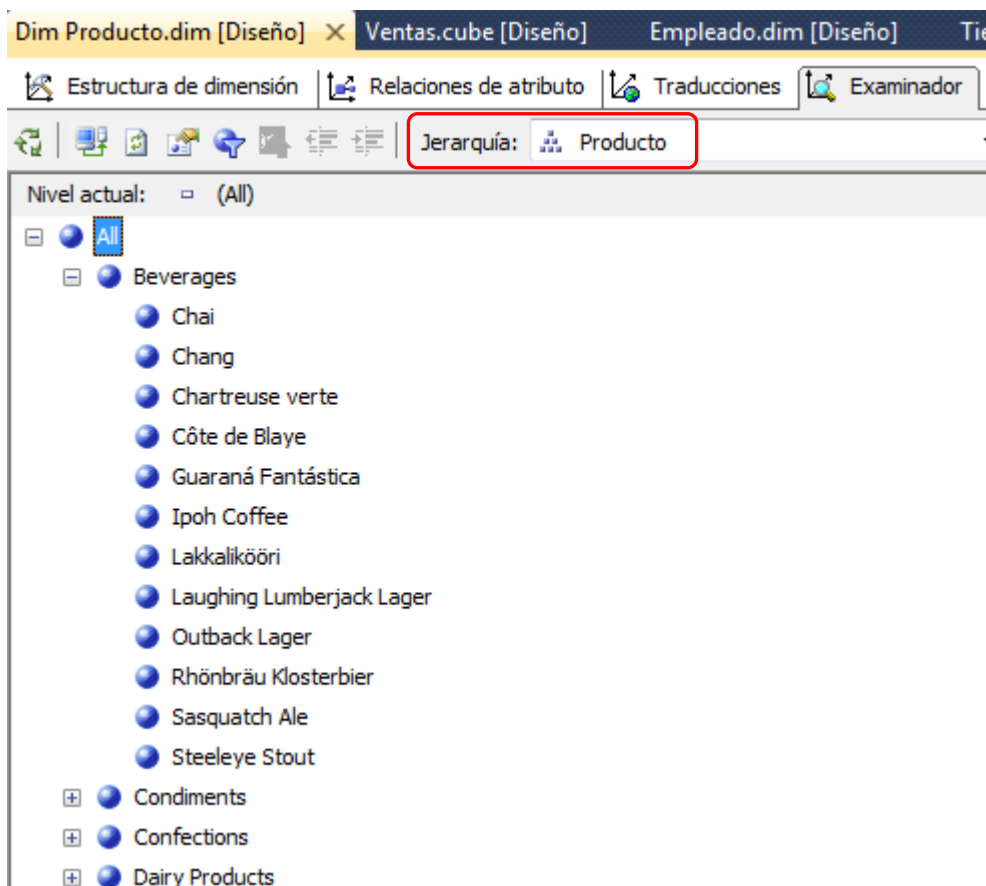 Dim Producto.dim [Diseño] Ventas.cube [Diseño] Empleado.dim [Diseño] Tie
Estructura de dimensión Relaciones de atributo Traducciones Examinador
Jerarquía: Producto
Nivel actual: (All)
All
Beverages
Chai
Chang
Chartreuse verte
Côte de Blaye
Guaraná Fantástica
Ipoh Coffee
Lakkalikööri
Laughing Lumberjack Lager
Outback Lager
Rhönbräu Klosterbier
Sasquatch Ale
Steeleye Stout
Condiments
Confections
Dairy Products